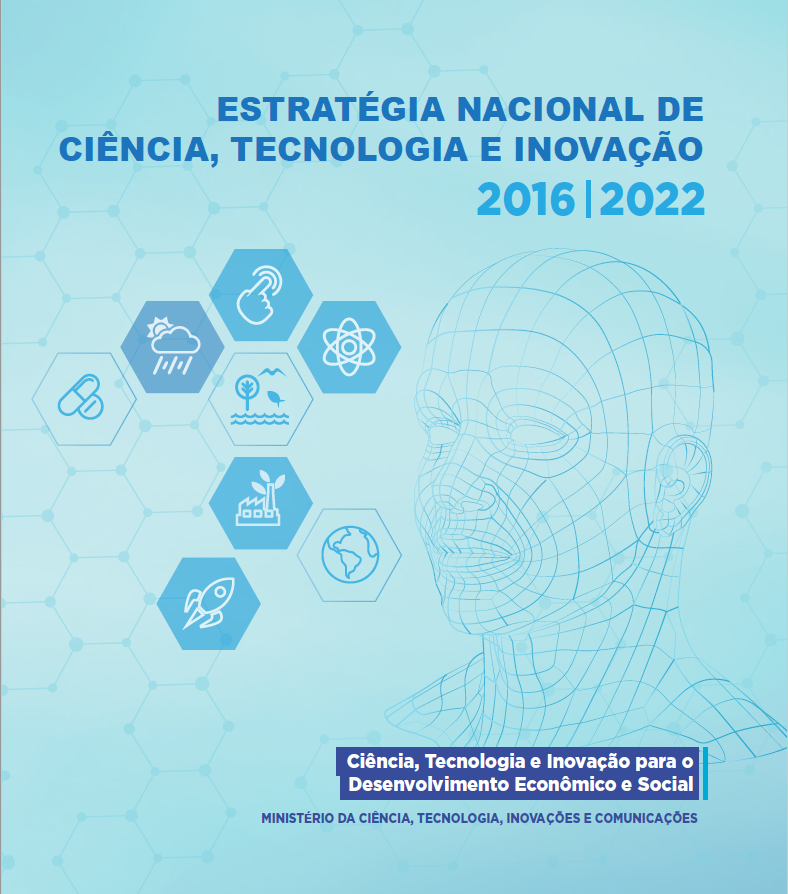 ESTRATÉGIA NACIONAL DE
CIÊNCIA, TECNOLOGIA E INOVAÇÃO
2016|2022
Ciência, Tecnologia e Inovação para o
Desenvolvimento Econômico e Social
MINISTÉRIO DA CIÊNCIA, TECNOLOGIA, INOVAÇÕES E COMUNICAÇÕES